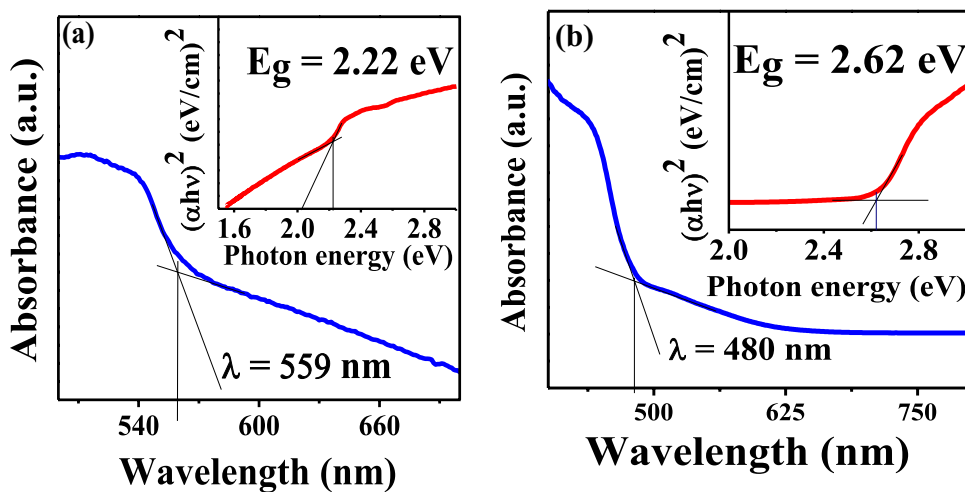 (a)
E_g = 2.22 eV
(αhν)² (eV/cm)²
1.6 2.0 2.4 2.8
Photon energy (eV)
Absorbance (a.u.)
λ = 559 nm
540 600 660
Wavelength (nm)
(b)
E_g = 2.62 eV
(αhν)² (eV/cm)²
2.0 2.4 2.8
Photon energy (eV)
Absorbance (a.u.)
λ = 480 nm
500 625 750
Wavelength (nm)